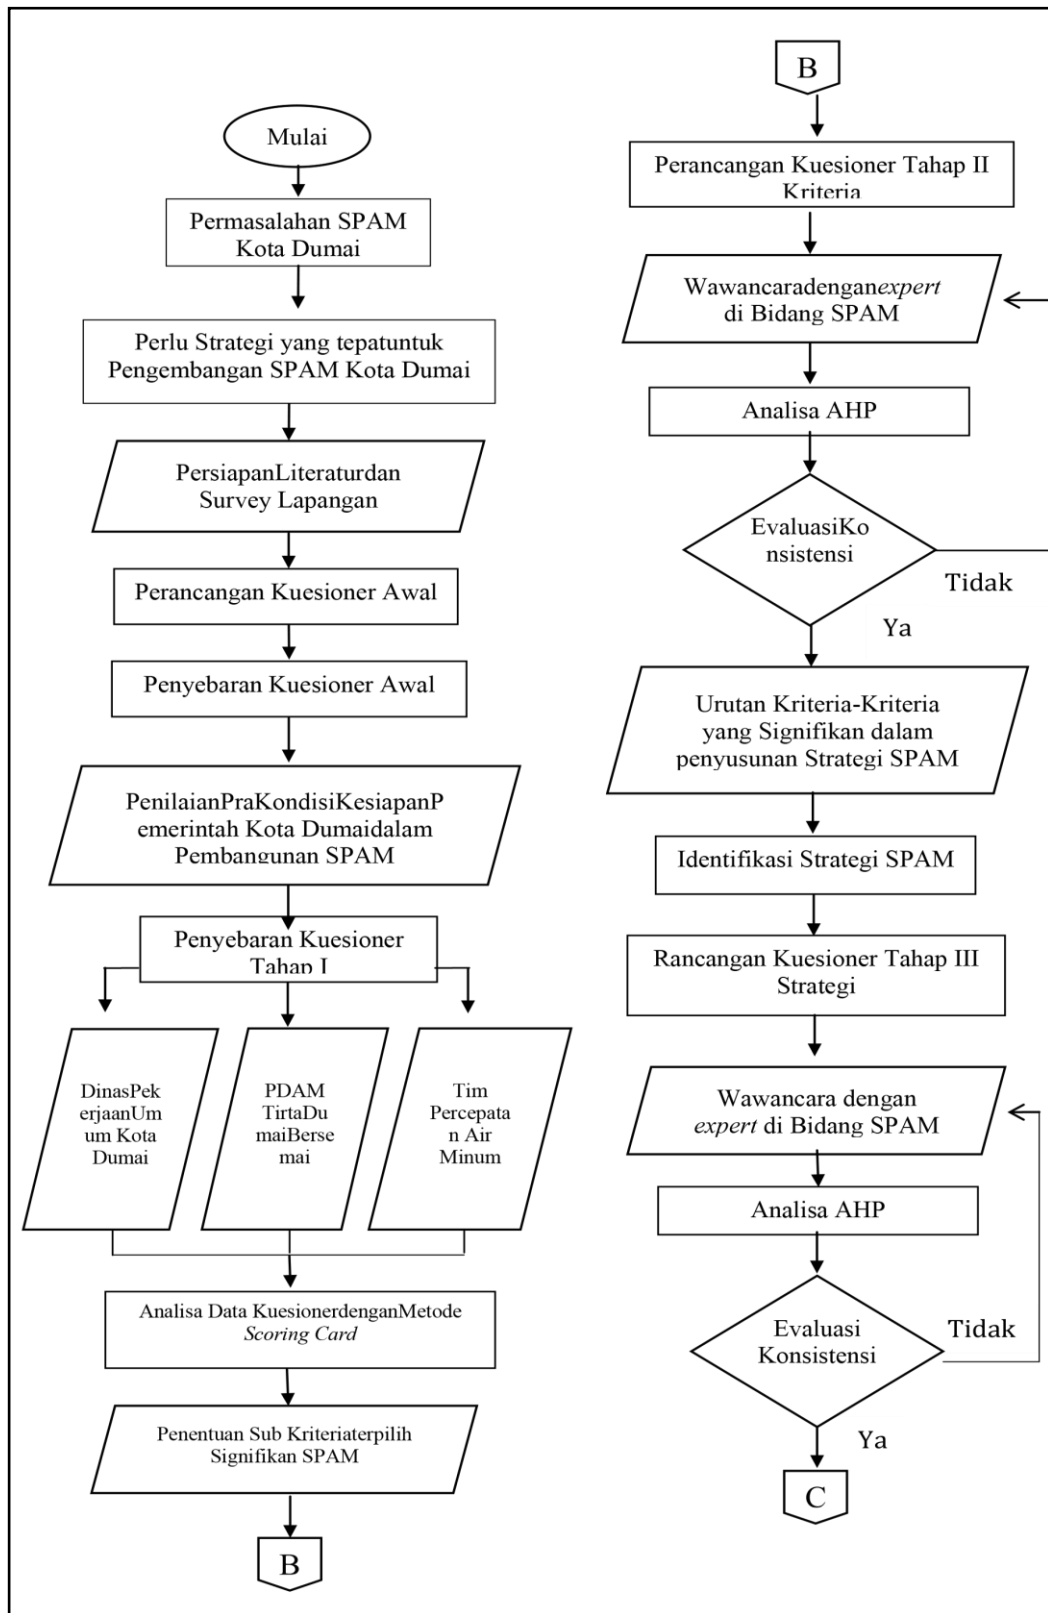 Mulai
Permasalahan SPAM
Kota Dumai
Perlu Strategi yang tepatuntuk
Pengembangan SPAM Kota Dumai
PersiapanLiteraturdan
Survey Lapangan
Perancangan Kuesioner Awal
Penyebaran Kuesioner Awal
PenilaianPraKondisiKesiapanP
emerintah Kota Dumaidalam
Pembangunan SPAM
Penyebaran Kuesioner
Tahap I
DinasPek
erjaanUm
um Kota
Dumai
PDAM
TirtaDu
maiBerse
mai
Tim
Percepata
n Air
Minum
Analisa Data KuesionerdenganMetode
Scoring Card
Penentuan Sub Kriteriaterpilih
Signifikan SPAM
B
B
Perancangan Kuesioner Tahap II
Kriteria
Wawancaradenganexpert
di Bidang SPAM
Analisa AHP
EvaluasiKo
nsistensi
Tidak
Ya
Urutan Kriteria-Kriteria
yang Signifikan dalam
penyusunan Strategi SPAM
Identifikasi Strategi SPAM
Rancangan Kuesioner Tahap III
Strategi
Wawancara dengan
expert di Bidang SPAM
Analisa AHP
Evaluasi
Konsistensi
Tidak
Ya
C